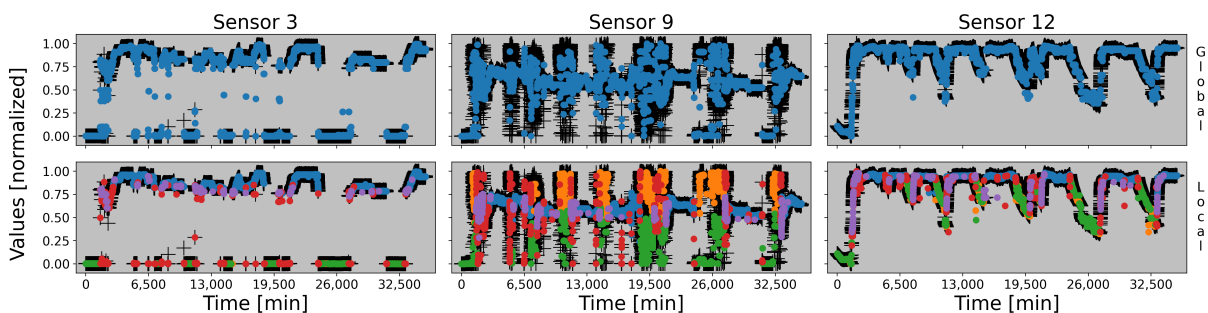 Sensor 3
Sensor 9
Sensor 12
Values [normalized]
1.00
0.75
0.50
0.25
0.00
Global
1.00
0.75
0.50
0.25
0.00
Local
0 6,500 13,000 19,500 26,000 32,500
0 6,500 13,000 19,500 26,000 32,500
0 6,500 13,000 19,500 26,000 32,500
Time [min]
Time [min]
Time [min]